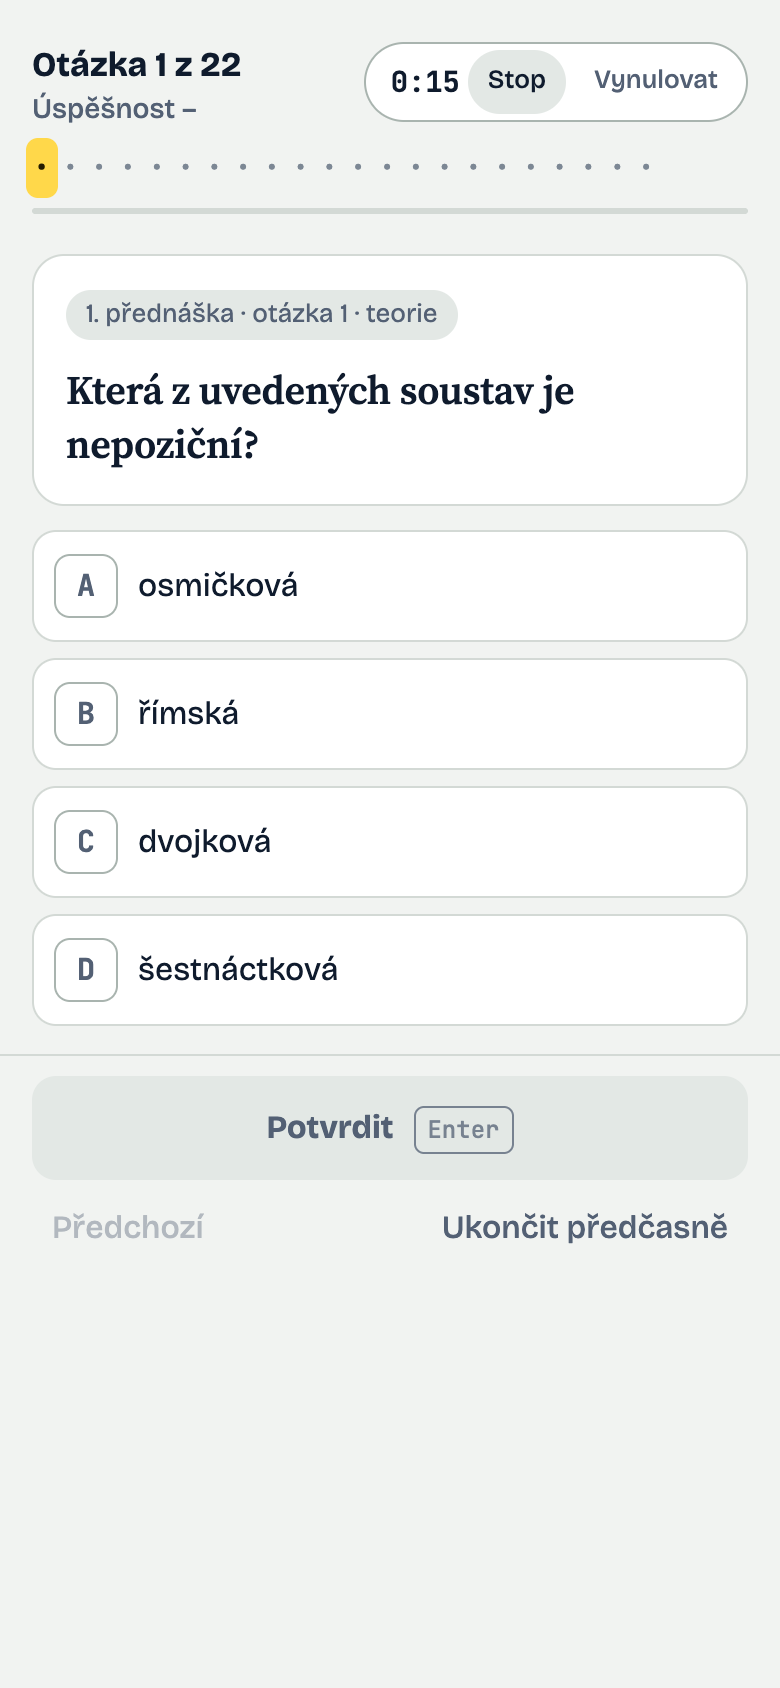 Otázka 1 z 22
Úspěšnost –
0:15 Stop Vynulovat
1. přednáška · otázka 1 · teorie
Která z uvedených soustav je
nepoziční?
A osmičková
B římská
C dvojková
D šestnáctková
Potvrdit Enter
Předchozí Ukončit předčasně